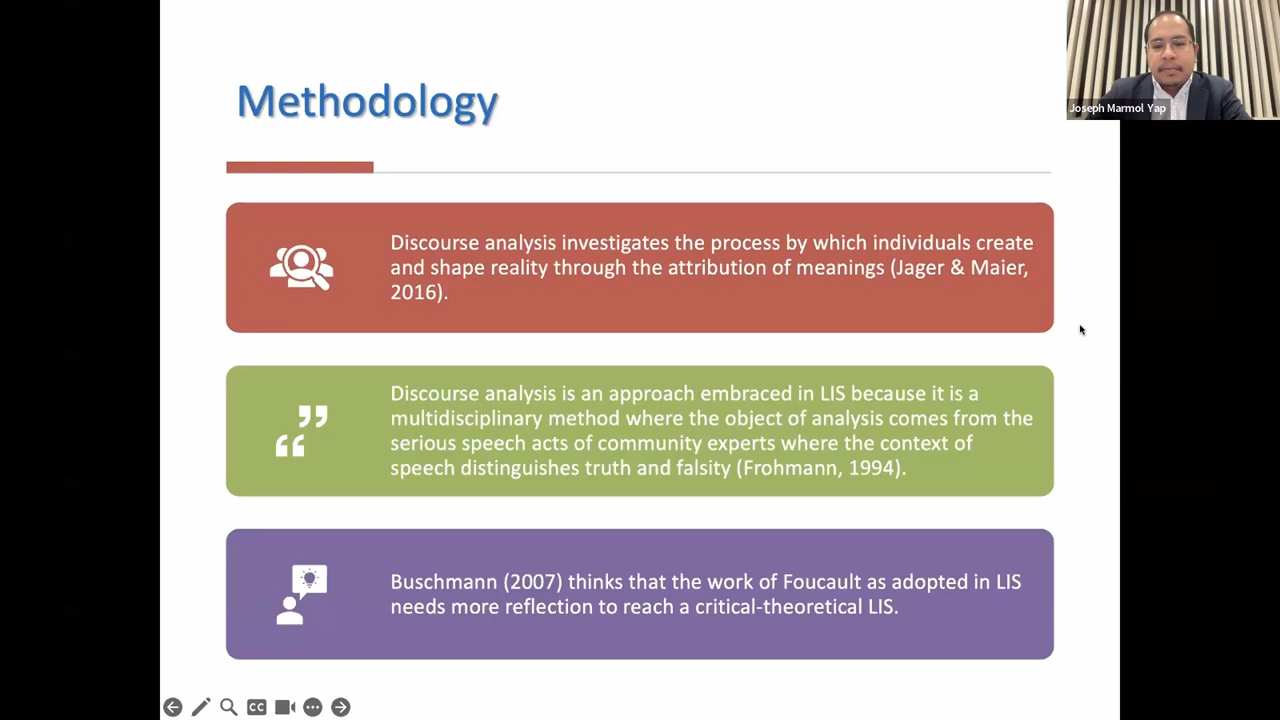 Methodology
Joseph Marmol Yap
Discourse analysis investigates the process by which individuals create
and shape reality through the attribution of meanings (Jager & Maier,
2016).
Discourse analysis is an approach embraced in LIS because it is a
multidisciplinary method where the object of analysis comes from the
serious speech acts of community experts where the context of
speech distinguishes truth and falsity (Frohmann, 1994).
Buschmann (2007) thinks that the work of Foucault as adopted in LIS
needs more reflection to reach a critical-theoretical LIS.
CC